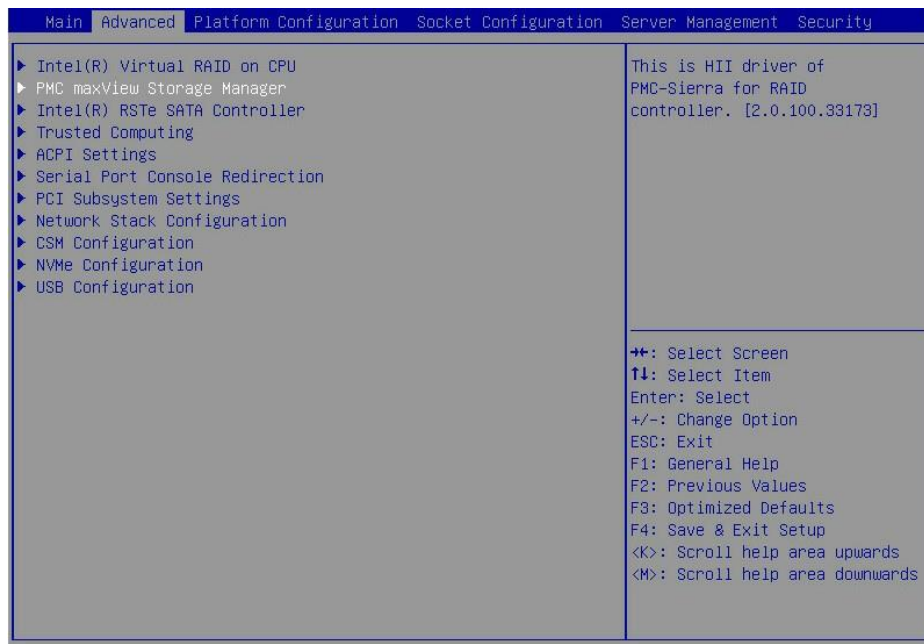 Main Advanced Platform Configuration Socket Configuration Server Management Security
Intel(R) Virtual RAID on CPU
PMC maxView Storage Manager
Intel(R) RSTe SATA Controller
Trusted Computing
ACPI Settings
Serial Port Console Redirection
PCI Subsystem Settings
Network Stack Configuration
CSM Configuration
NVMe Configuration
USB Configuration
This is HII driver of
PMC-Sierra for RAID
controller. [2.0.100.33173]
→←: Select Screen
↑↓: Select Item
Enter: Select
+/-: Change Option
ESC: Exit
F1: General Help
F2: Previous Values
F3: Optimized Defaults
F4: Save & Exit Setup
<K>: Scroll help area upwards
<M>: Scroll help area downwards